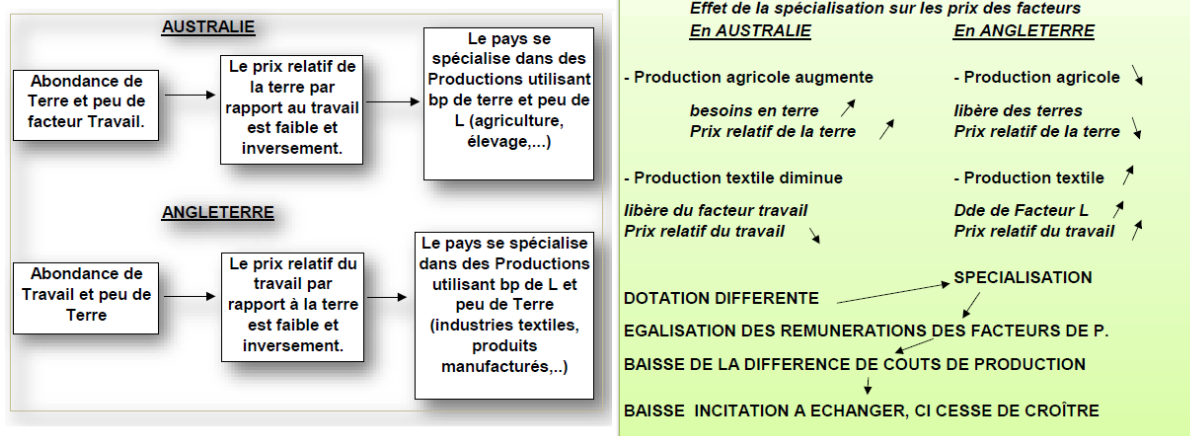 AUSTRALIE
Abondance de
Terre et peu de
facteur Travail.
Le prix relatif de
la terre par
rapport au travail
est faible et
inversement.
Le pays se
spécialise dans des
Productions utilisant
bp de terre et peu de
L (agriculture,
élevage,...)
ANGLETERRE
Abondance de
Travail et peu de
Terre
Le prix relatif du
travail par
rapport à la terre
est faible et
inversement.
Le pays se spécialise
dans des Productions
utilisant bp de L et
peu de Terre
(industries textiles,
produits
manufacturés,..)
Effet de la spécialisation sur les prix des facteurs
En AUSTRALIE
- Production agricole augmente
besoins en terre
Prix relatif de la terre
- Production textile diminue
libère du facteur travail
Prix relatif du travail
En ANGLETERRE
- Production agricole
libère des terres
Prix relatif de la terre
- Production textile
Dde de Facteur L
Prix relatif du travail
DOTATION DIFFERENTE
SPECIALISATION
EGALISATION DES REMUNERATIONS DES FACTEURS DE P.
BAISSE DE LA DIFFERENCE DE COUTS DE PRODUCTION
BAISSE INCITATION A ECHANGER, CI CESSE DE CROÎTRE